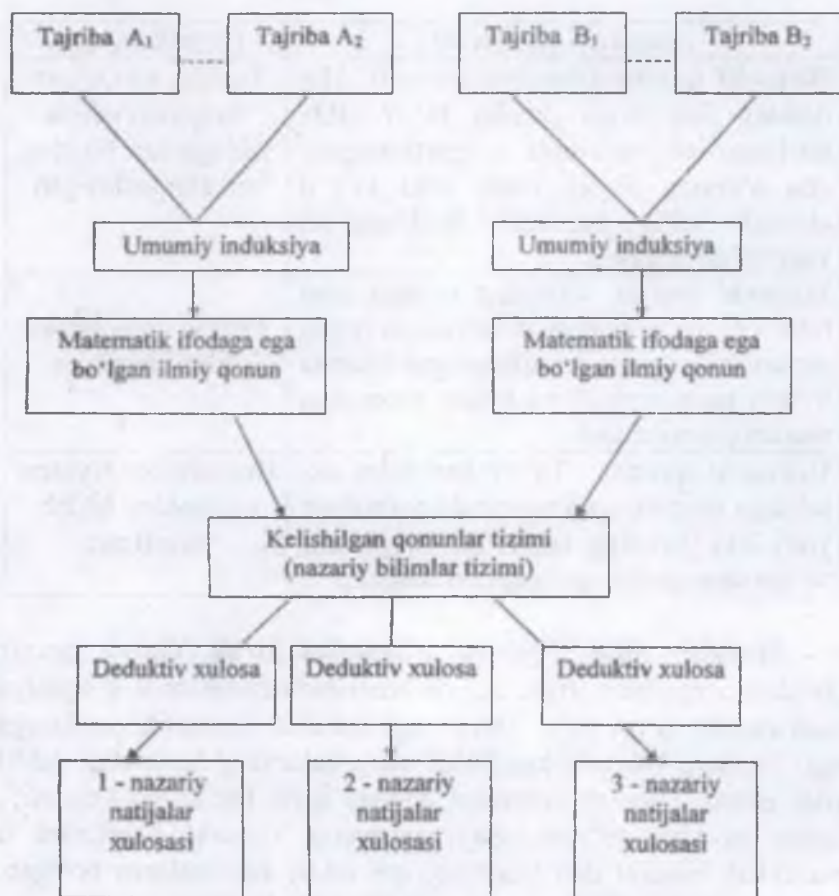 Tajriba A₁ Tajriba A₂ Tajriba B₁ Tajriba B₂
Umumiy induksiya Umumiy induksiya
Matematik ifodaga ega Matematik ifodaga ega
bo‘lgan ilmiy qonun bo‘lgan ilmiy qonun
Kelishilgan qonunlar tizimi
(nazariy bilimlar tizimi)
Deduktiv xulosa Deduktiv xulosa Deduktiv xulosa
1 - nazariy 2 - nazariy 3 - nazariy
natijalar natijalar natijalar
xulosasi xulosasi xulosasi